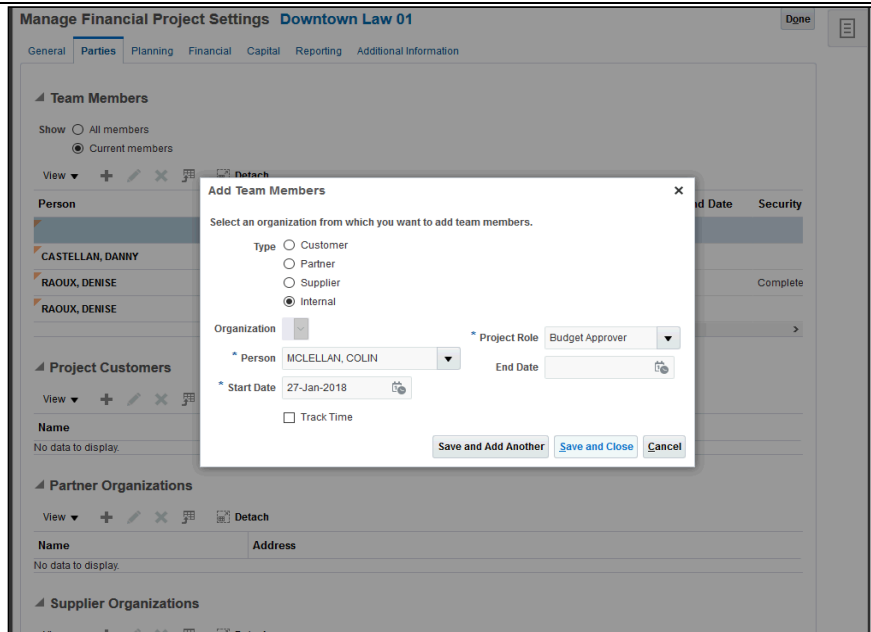 Manage Financial Project Settings Downtown Law 01
Done
General Parties Planning Financial Capital Reporting Additional Information
Team Members
Show All members
Current members
View Detach
Person
nd Date Security
CASTELLAN, DANNY
RAOUX, DENISE
Complete
RAOUX, DENISE
Add Team Members
Select an organization from which you want to add team members.
Type Customer
Partner
Supplier
Internal
Organization
* Project Role Budget Approver
* Person MCLELLAN, COLIN
End Date
* Start Date 27-Jan-2018
Track Time
Save and Add Another Save and Close Cancel
Project Customers
View
Name
No data to display.
Partner Organizations
View Detach
Name Address
No data to display.
Supplier Organizations